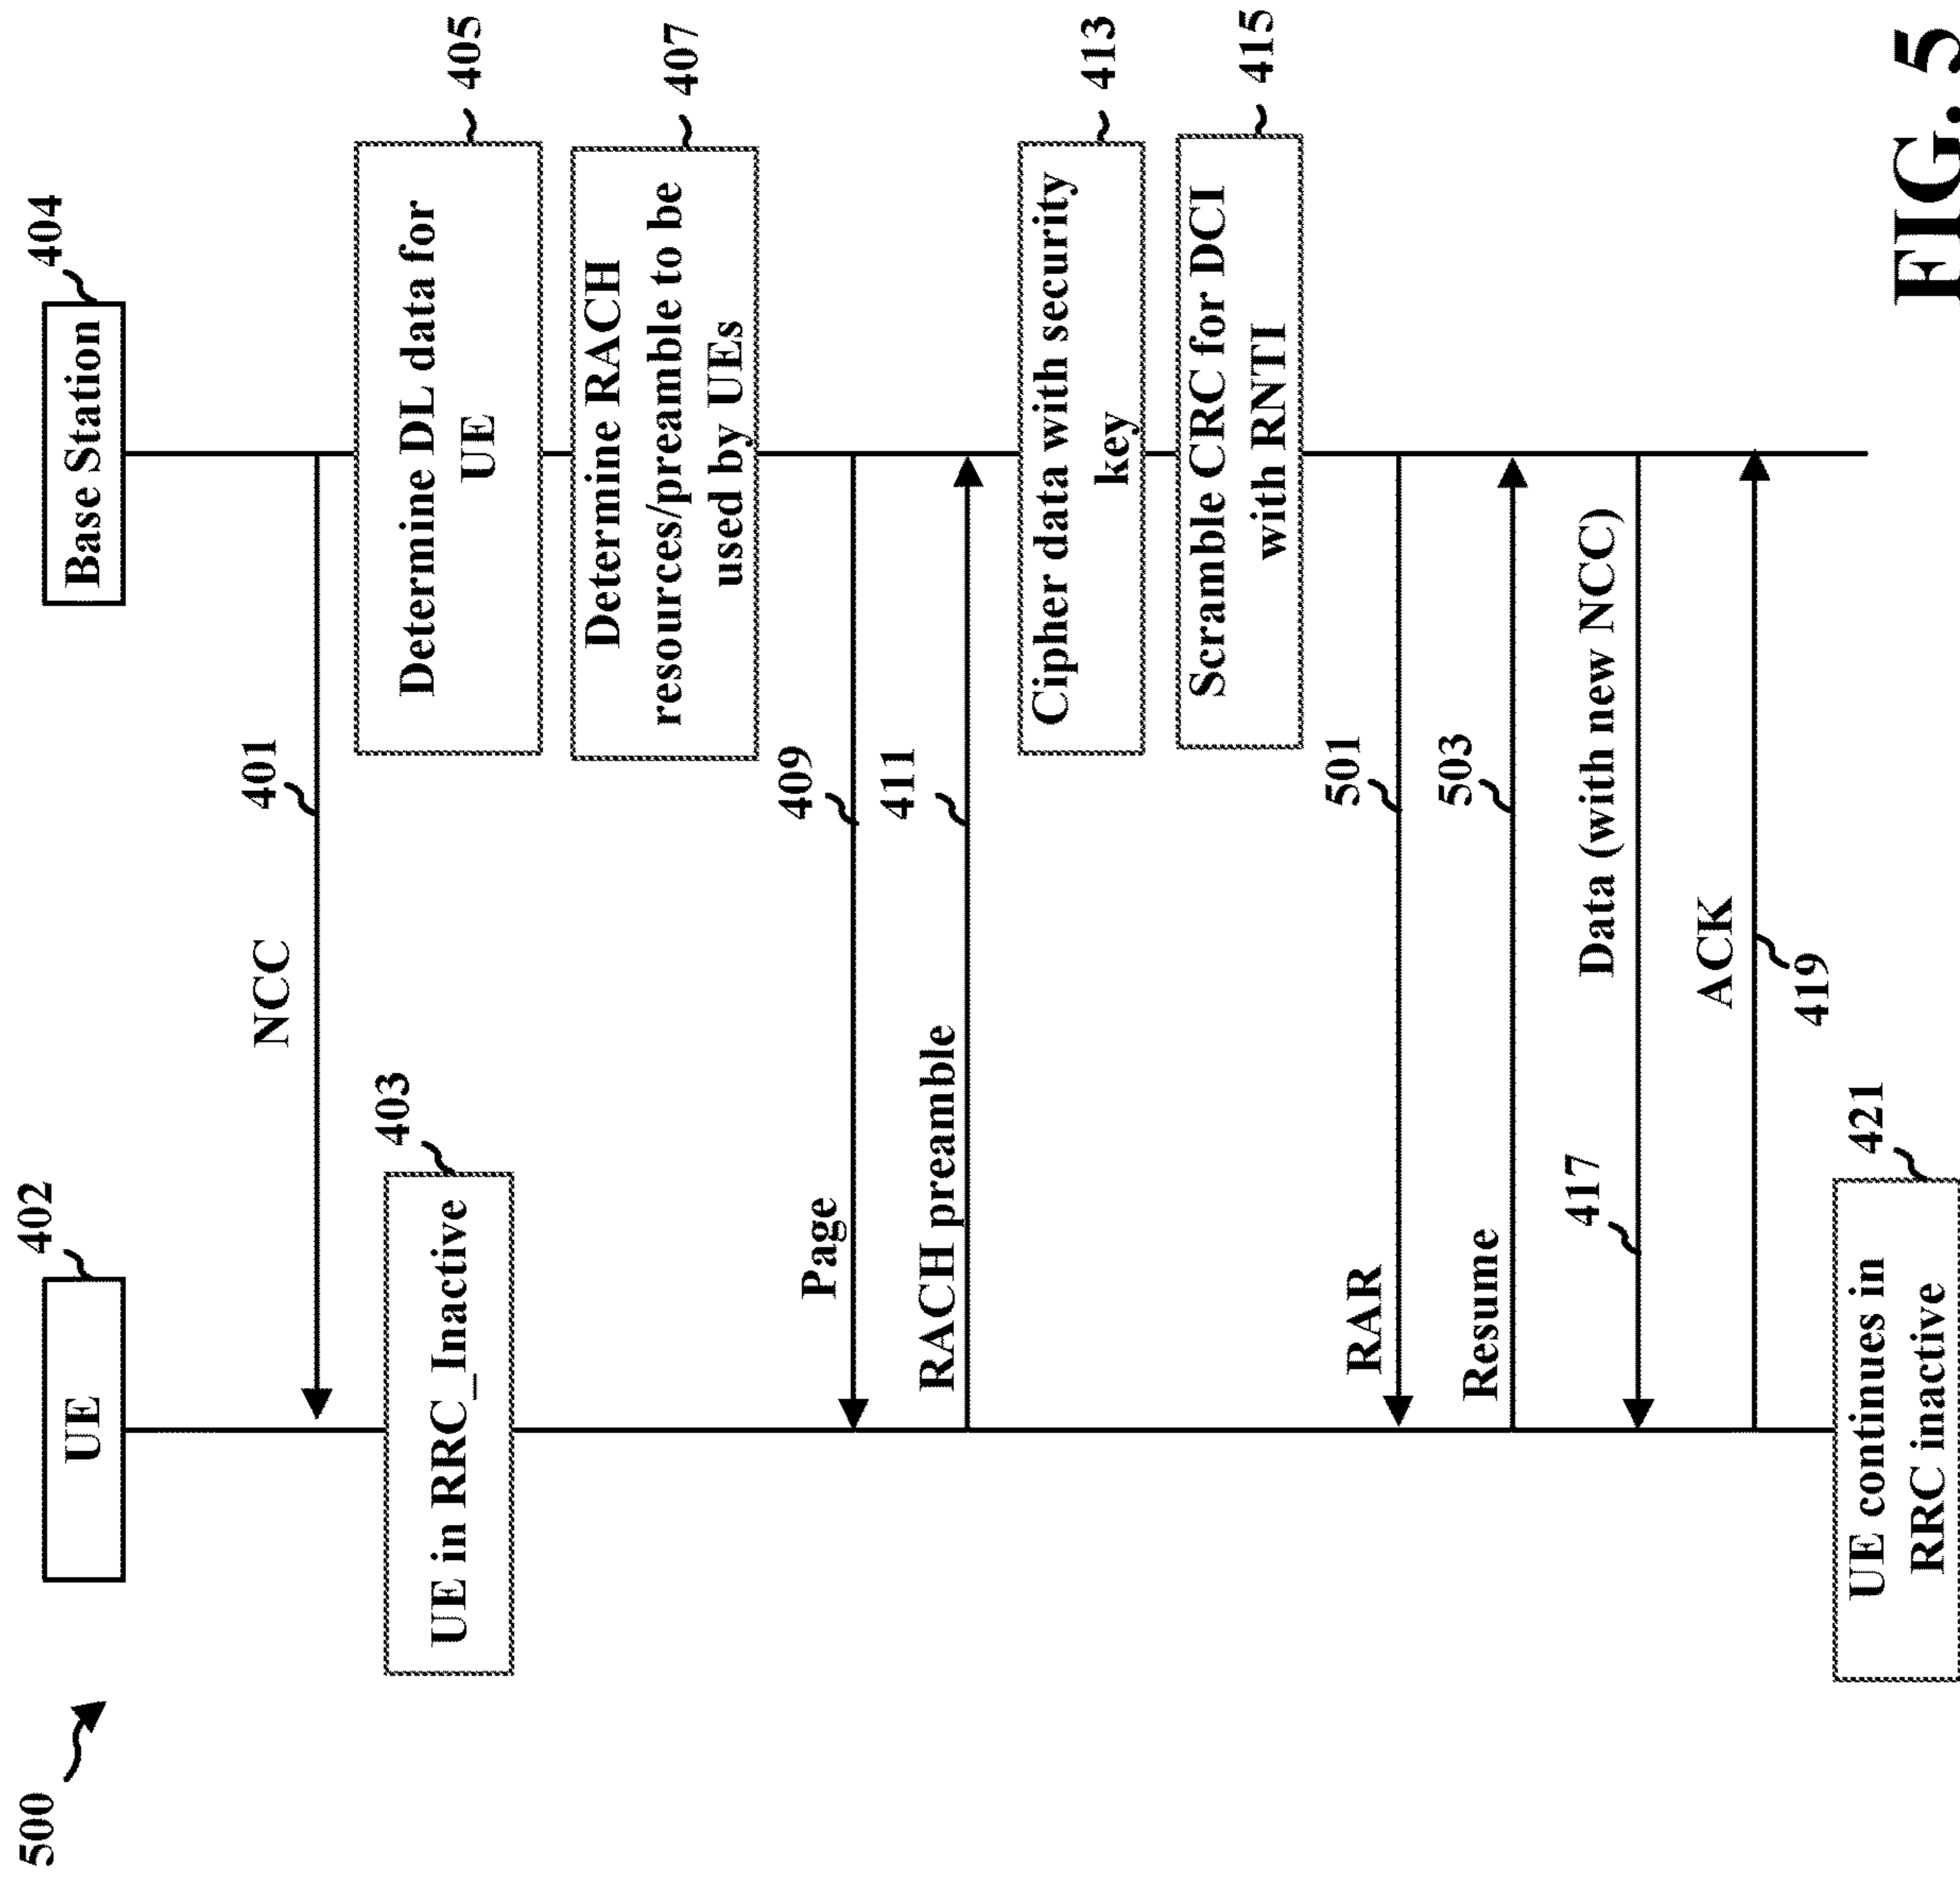 500
402
UE
404
Base Station
401
NCC
403
UE in RRC_Inactive
405
Determine DL data for
UE
407
Determine RACH
resources/preamble to be
used by UEs
409
Page
411
RACH preamble
413
Cipher data with security
key
415
Scramble CRC for DCI
with RNTI
501
RAR
503
Resume
417
Data (with new NCC)
ACK
419
421
UE continues in
RRC inactive
FIG. 5